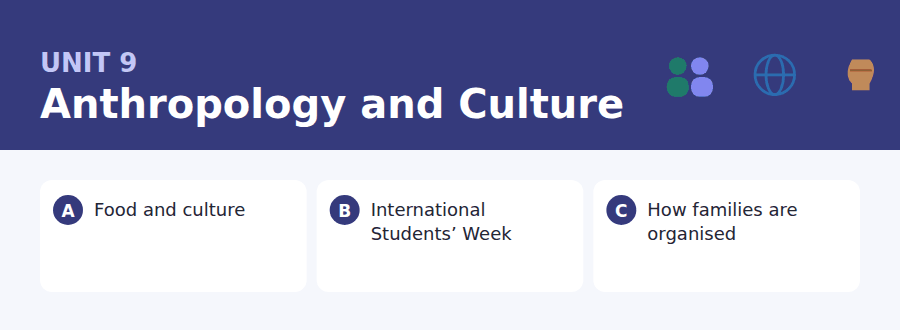 UNIT 9
Anthropology and Culture
A Food and culture
B International
Students’ Week
C How families are
organised